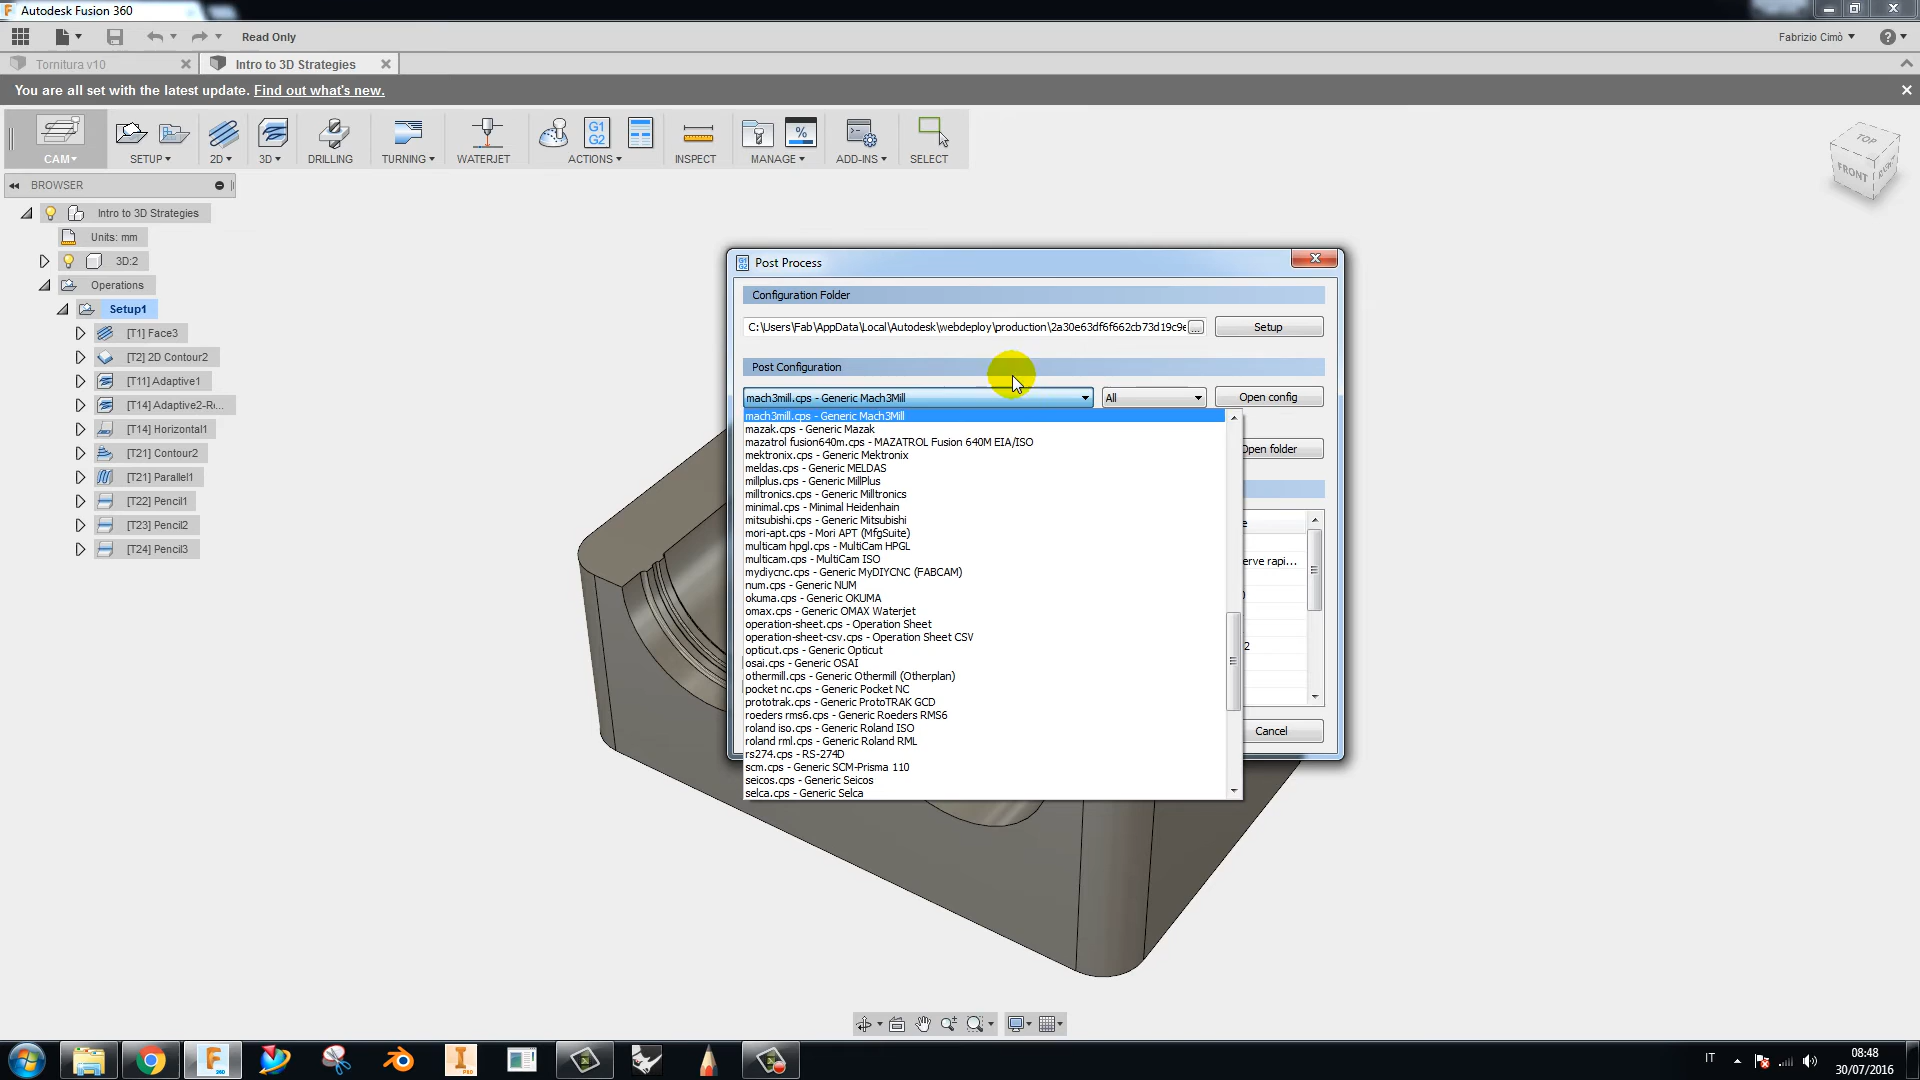 Autodesk Fusion 360
Read Only
Fabrizio Cimò
Tornitura v10
Intro to 3D Strategies
You are all set with the latest update. Find out what's new.
CAM
SETUP
2D
3D
DRILLING
TURNING
WATERJET
G1
G2
ACTIONS
INSPECT
%
MANAGE
ADD-INS
SELECT
TOP
FRONT
BROWSER
Intro to 3D Strategies
Units: mm
3D:2
Operations
Setup1
[T1] Face3
[T2] 2D Contour2
[T11] Adaptive1
[T14] Adaptive2-Re...
[T14] Horizontal1
[T21] Contour2
[T21] Parallel1
[T22] Pencil1
[T23] Pencil2
[T24] Pencil3
Post Process
Configuration Folder
C:\Users\Fab\AppData\Local\Autodesk\webdeploy\production\2a30e63df6f662cb73d19c9e
...
Setup
Post Configuration
mach3mill.cps - Generic Mach3Mill
All
Open config
mach3mill.cps - Generic Mach3Mill
mazak.cps - Generic Mazak
mazatrol fusion640m.cps - MAZATROL Fusion 640M EIA/ISO
mektronix.cps - Generic Mektronix
Open folder
meldas.cps - Generic MELDAS
millplus.cps - Generic MillPlus
milltronics.cps - Generic Milltronics
minimal.cps - Minimal Heidenhain
mitsubishi.cps - Generic Mitsubishi
mori-apt.cps - Mori APT (MfgSuite)
multicam hpgl.cps - MultiCam HPGL
multicam.cps - MultiCam ISO
erve rapi...
mydiycnc.cps - Generic MyDIYCNC (FABCAM)
num.cps - Generic NUM
okuma.cps - Generic OKUMA
omax.cps - Generic OMAX Waterjet
operation-sheet.cps - Operation Sheet
operation-sheet-csv.cps - Operation Sheet CSV
2
opticut.cps - Generic Opticut
osai.cps - Generic OSAI
othermill.cps - Generic Othermill (Otherplan)
pocket nc.cps - Generic Pocket NC
prototrak.cps - Generic ProtoTRAK GCD
roeders rms6.cps - Generic Roeders RMS6
roland iso.cps - Generic Roland ISO
Cancel
roland rml.cps - Generic Roland RML
rs274.cps - RS-274D
scm.cps - Generic SCM-Prisma 110
seicos.cps - Generic Seicos
selca.cps - Generic Selca
IT
08:48
30/07/2016